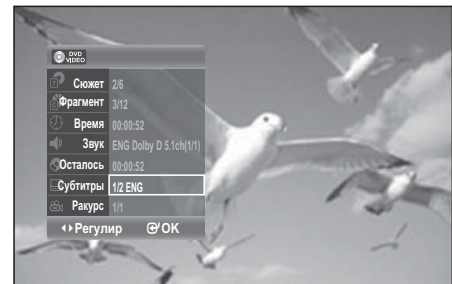 DVD VIDEO
Сюжет 2/6
Фрагмент 3/12
Время 00:00:52
Звук ENG Dolby D 5.1ch(1/1)
Осталось 00:00:52
Субтитры 1/2 ENG
Ракурс 1/1
Регулир OK